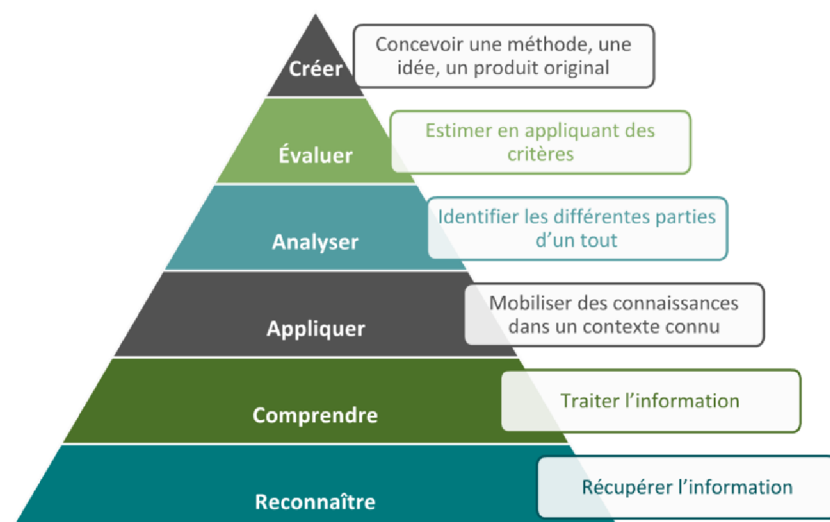 Créer
Concevoir une méthode, une
idée, un produit original
Évaluer
Estimer en appliquant des
critères
Analyser
Identifier les différentes parties
d’un tout
Appliquer
Mobiliser des connaissances
dans un contexte connu
Comprendre
Traiter l’information
Reconnaître
Récupérer l’information